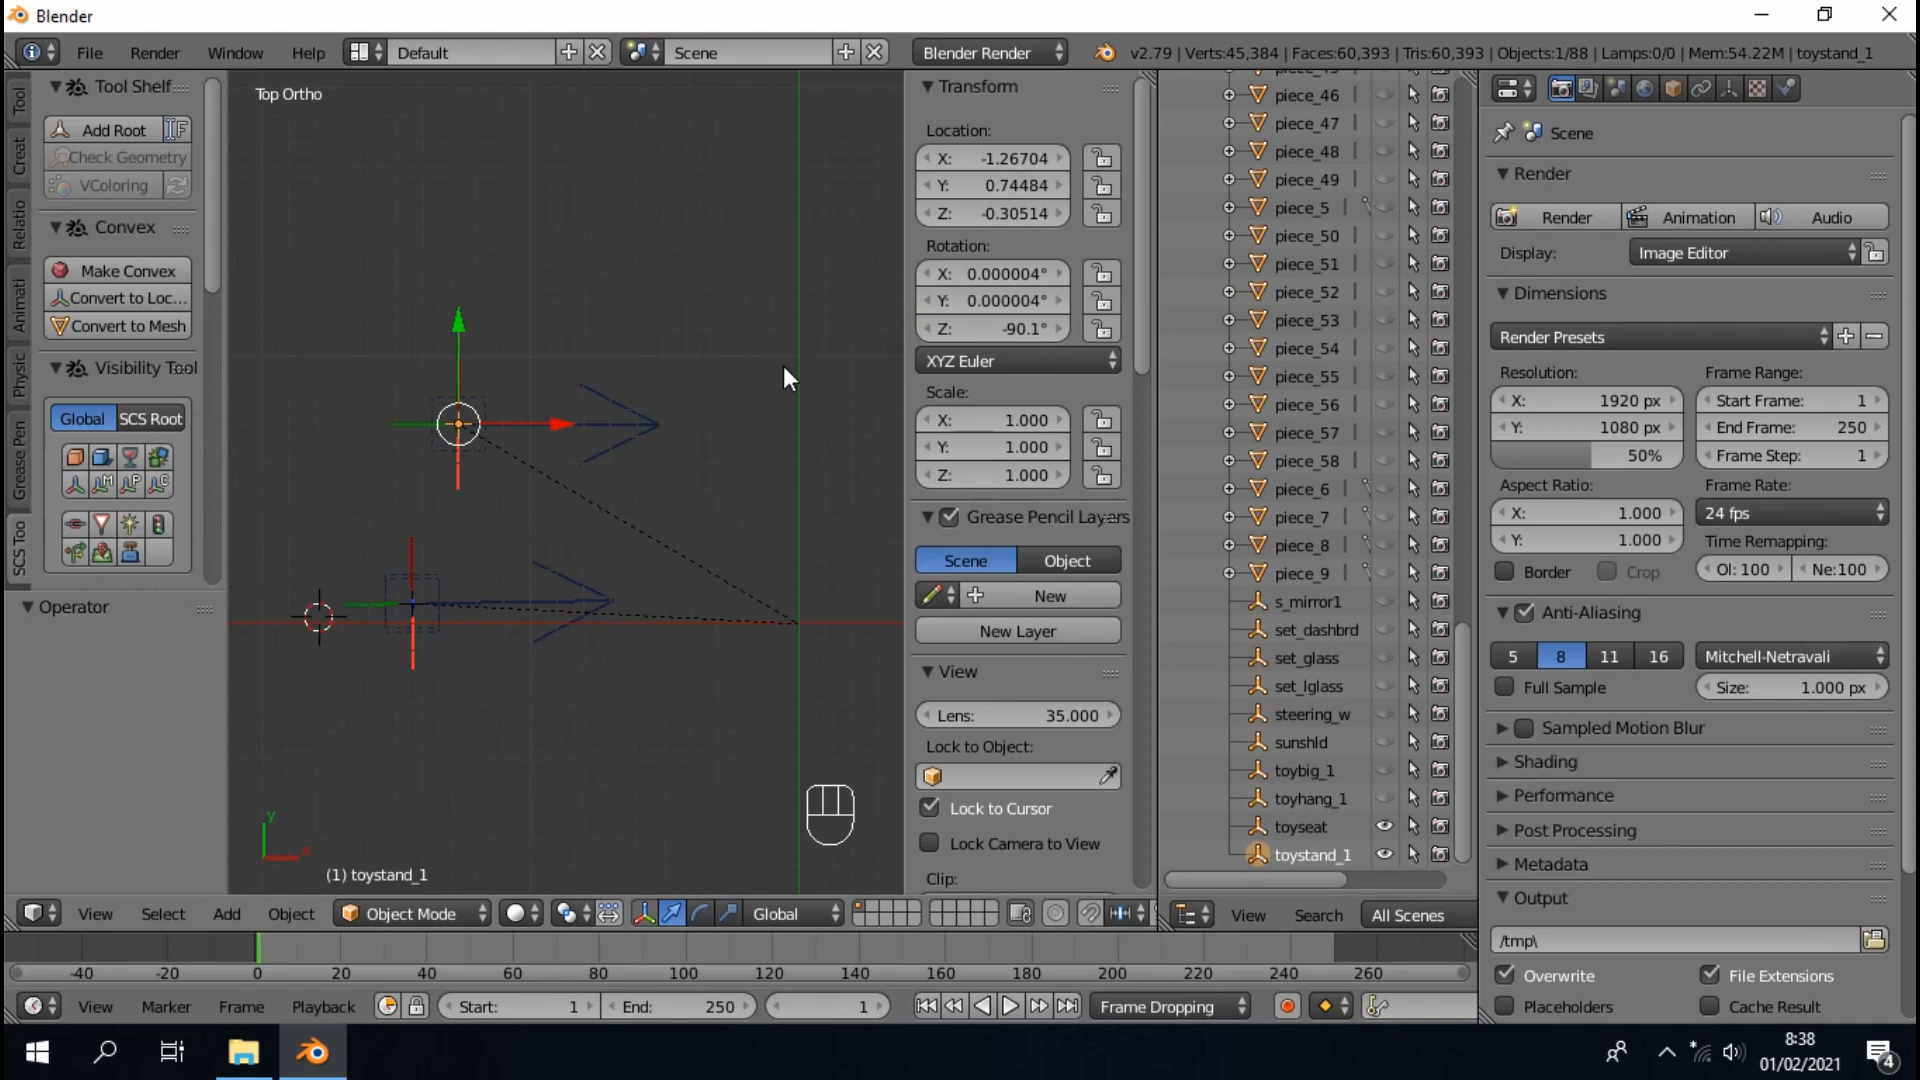 Blender
File Render Window Help Default Scene Blender Render v2.79 | Verts:45,384 | Faces:60,393 | Tris:60,393 | Objects:1/88 | Lamps:0/0 | Mem:54.22M | toystand_1
Tool
Creat
Relatio
Animati
Physic
Grease Pen
SCS Too
Tool Shelf
Add Root
Check Geometry
VColoring
Convex
Make Convex
Convert to Loc...
Convert to Mesh
Visibility Tool
Global SCS Root
Operator
Top Ortho
y
(1) toystand_1
Transform
Location:
X: -1.26704
Y: 0.74484
Z: -0.30514
Rotation:
X: 0.000004°
Y: 0.000004°
Z: -90.1°
XYZ Euler
Scale:
X: 1.000
Y: 1.000
Z: 1.000
Grease Pencil Layers
Scene Object
New
New Layer
View
Lens: 35.000
Lock to Object:
Lock to Cursor
Lock Camera to View
Clip:
piece_46
piece_47
piece_48
piece_49
piece_5
piece_50
piece_51
piece_52
piece_53
piece_54
piece_55
piece_56
piece_57
piece_58
piece_6
piece_7
piece_8
piece_9
s_mirror1
set_dashbrd
set_glass
set_lglass
steering_w
sunshld
toybig_1
toyhang_1
toyseat
toystand_1
Scene
Render
Render Animation Audio
Display: Image Editor
Dimensions
Render Presets
Resolution: Frame Range:
X: 1920 px Start Frame: 1
Y: 1080 px End Frame: 250
50% Frame Step: 1
Aspect Ratio: Frame Rate:
X: 1.000 24 fps
Y: 1.000 Time Remapping:
Border Crop Ol: 100 Ne:100
Anti-Aliasing
5 8 11 16 Mitchell-Netravali
Full Sample Size: 1.000 px
Sampled Motion Blur
Shading
Performance
Post Processing
Metadata
Output
/tmp\
Overwrite File Extensions
Placeholders Cache Result
View Select Add Object Object Mode Global
View Search All Scenes
-40 -20 0 20 40 60 80 100 120 140 160 180 200 220 240 260
View Marker Frame Playback Start: 1 End: 250 1 Frame Dropping
8:38
01/02/2021
4